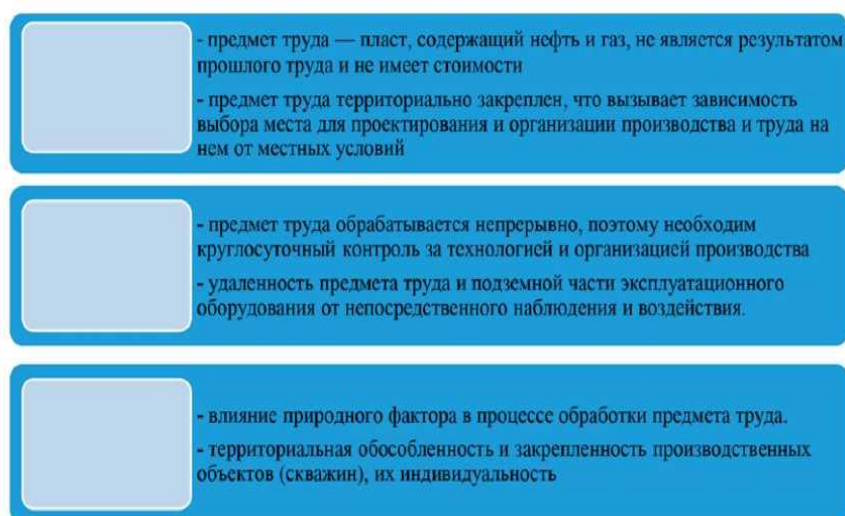 - предмет труда — пласт, содержащий нефть и газ, не является результатом
прошлого труда и не имеет стоимости
- предмет труда территориально закреплен, что вызывает зависимость
выбора места для проектирования и организации производства и труда на
нем от местных условий
- предмет труда обрабатывается непрерывно, поэтому необходим
круглосуточный контроль за технологией и организацией производства
- удаленность предмета труда и подземной части эксплуатационного
оборудования от непосредственного наблюдения и воздействия.
- влияние природного фактора в процессе обработки предмета труда.
- территориальная обособленность и закрепленность производственных
объектов (скважин), их индивидуальность